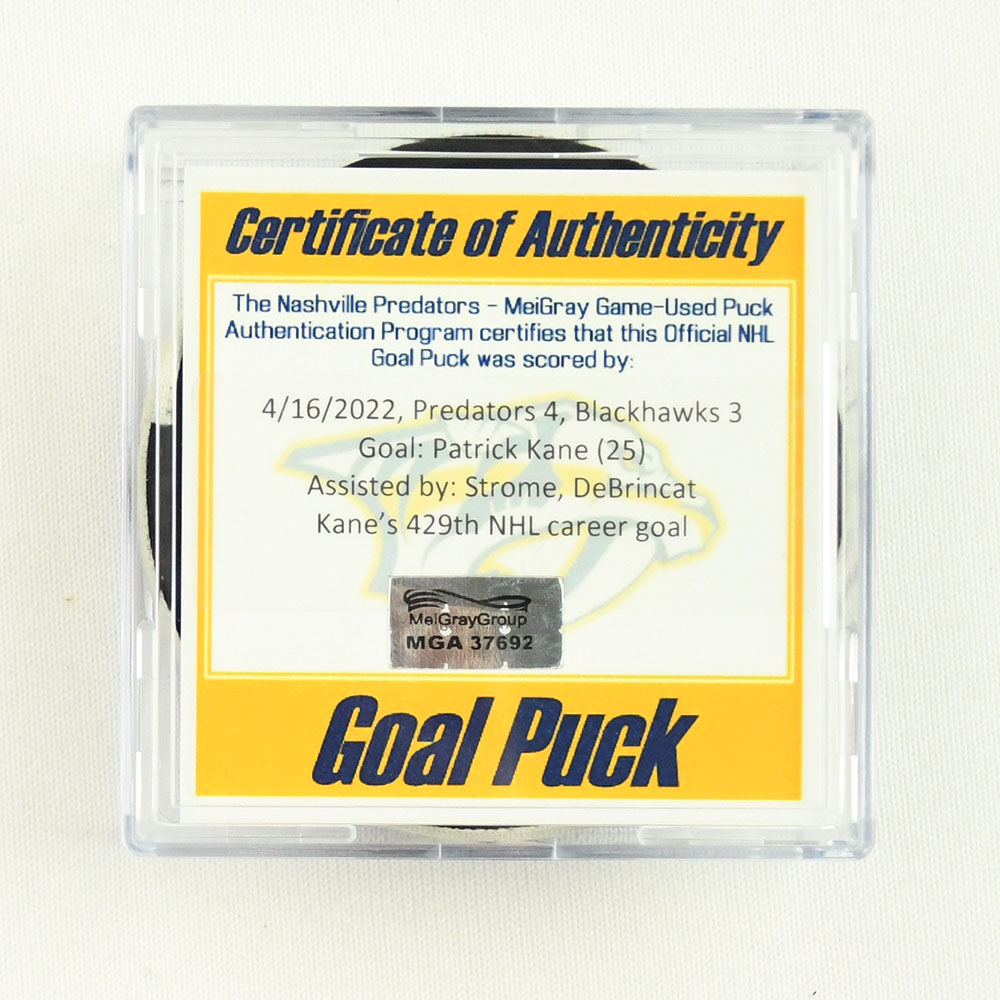 Certificate of Authenticity
The Nashville Predators - MeiGray Game-Used Puck
Authentication Program certifies that this Official NHL
Goal Puck was scored by:
4/16/2022, Predators 4, Blackhawks 3
Goal: Patrick Kane (25)
Assisted by: Strome, DeBrincat
Kane's 429th NHL career goal
MeiGrayGroup
MGA 37692
Goal Puck